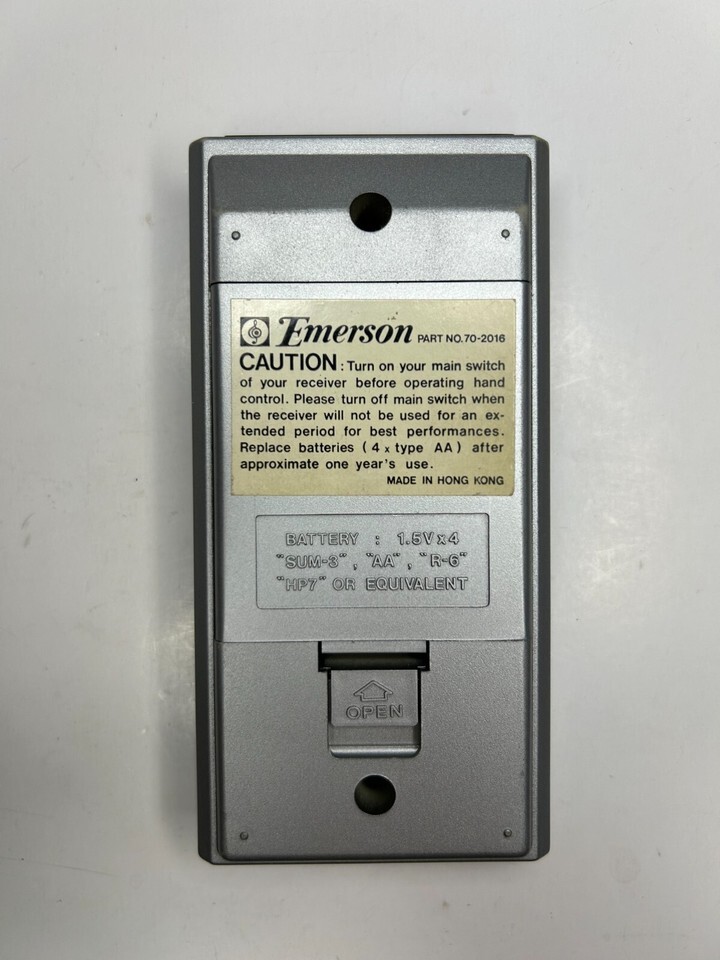 Emerson PART NO.70-2016
CAUTION : Turn on your main switch
of your receiver before operating hand
control. Please turn off main switch when
the receiver will not be used for an ex-
tended period for best performances.
Replace batteries ( 4 x type AA ) after
approximate one year's use.
MADE IN HONG KONG
BATTERY : 1.5V x 4
"SUM-3", "AA", "R-6"
"HP7" OR EQUIVALENT
OPEN